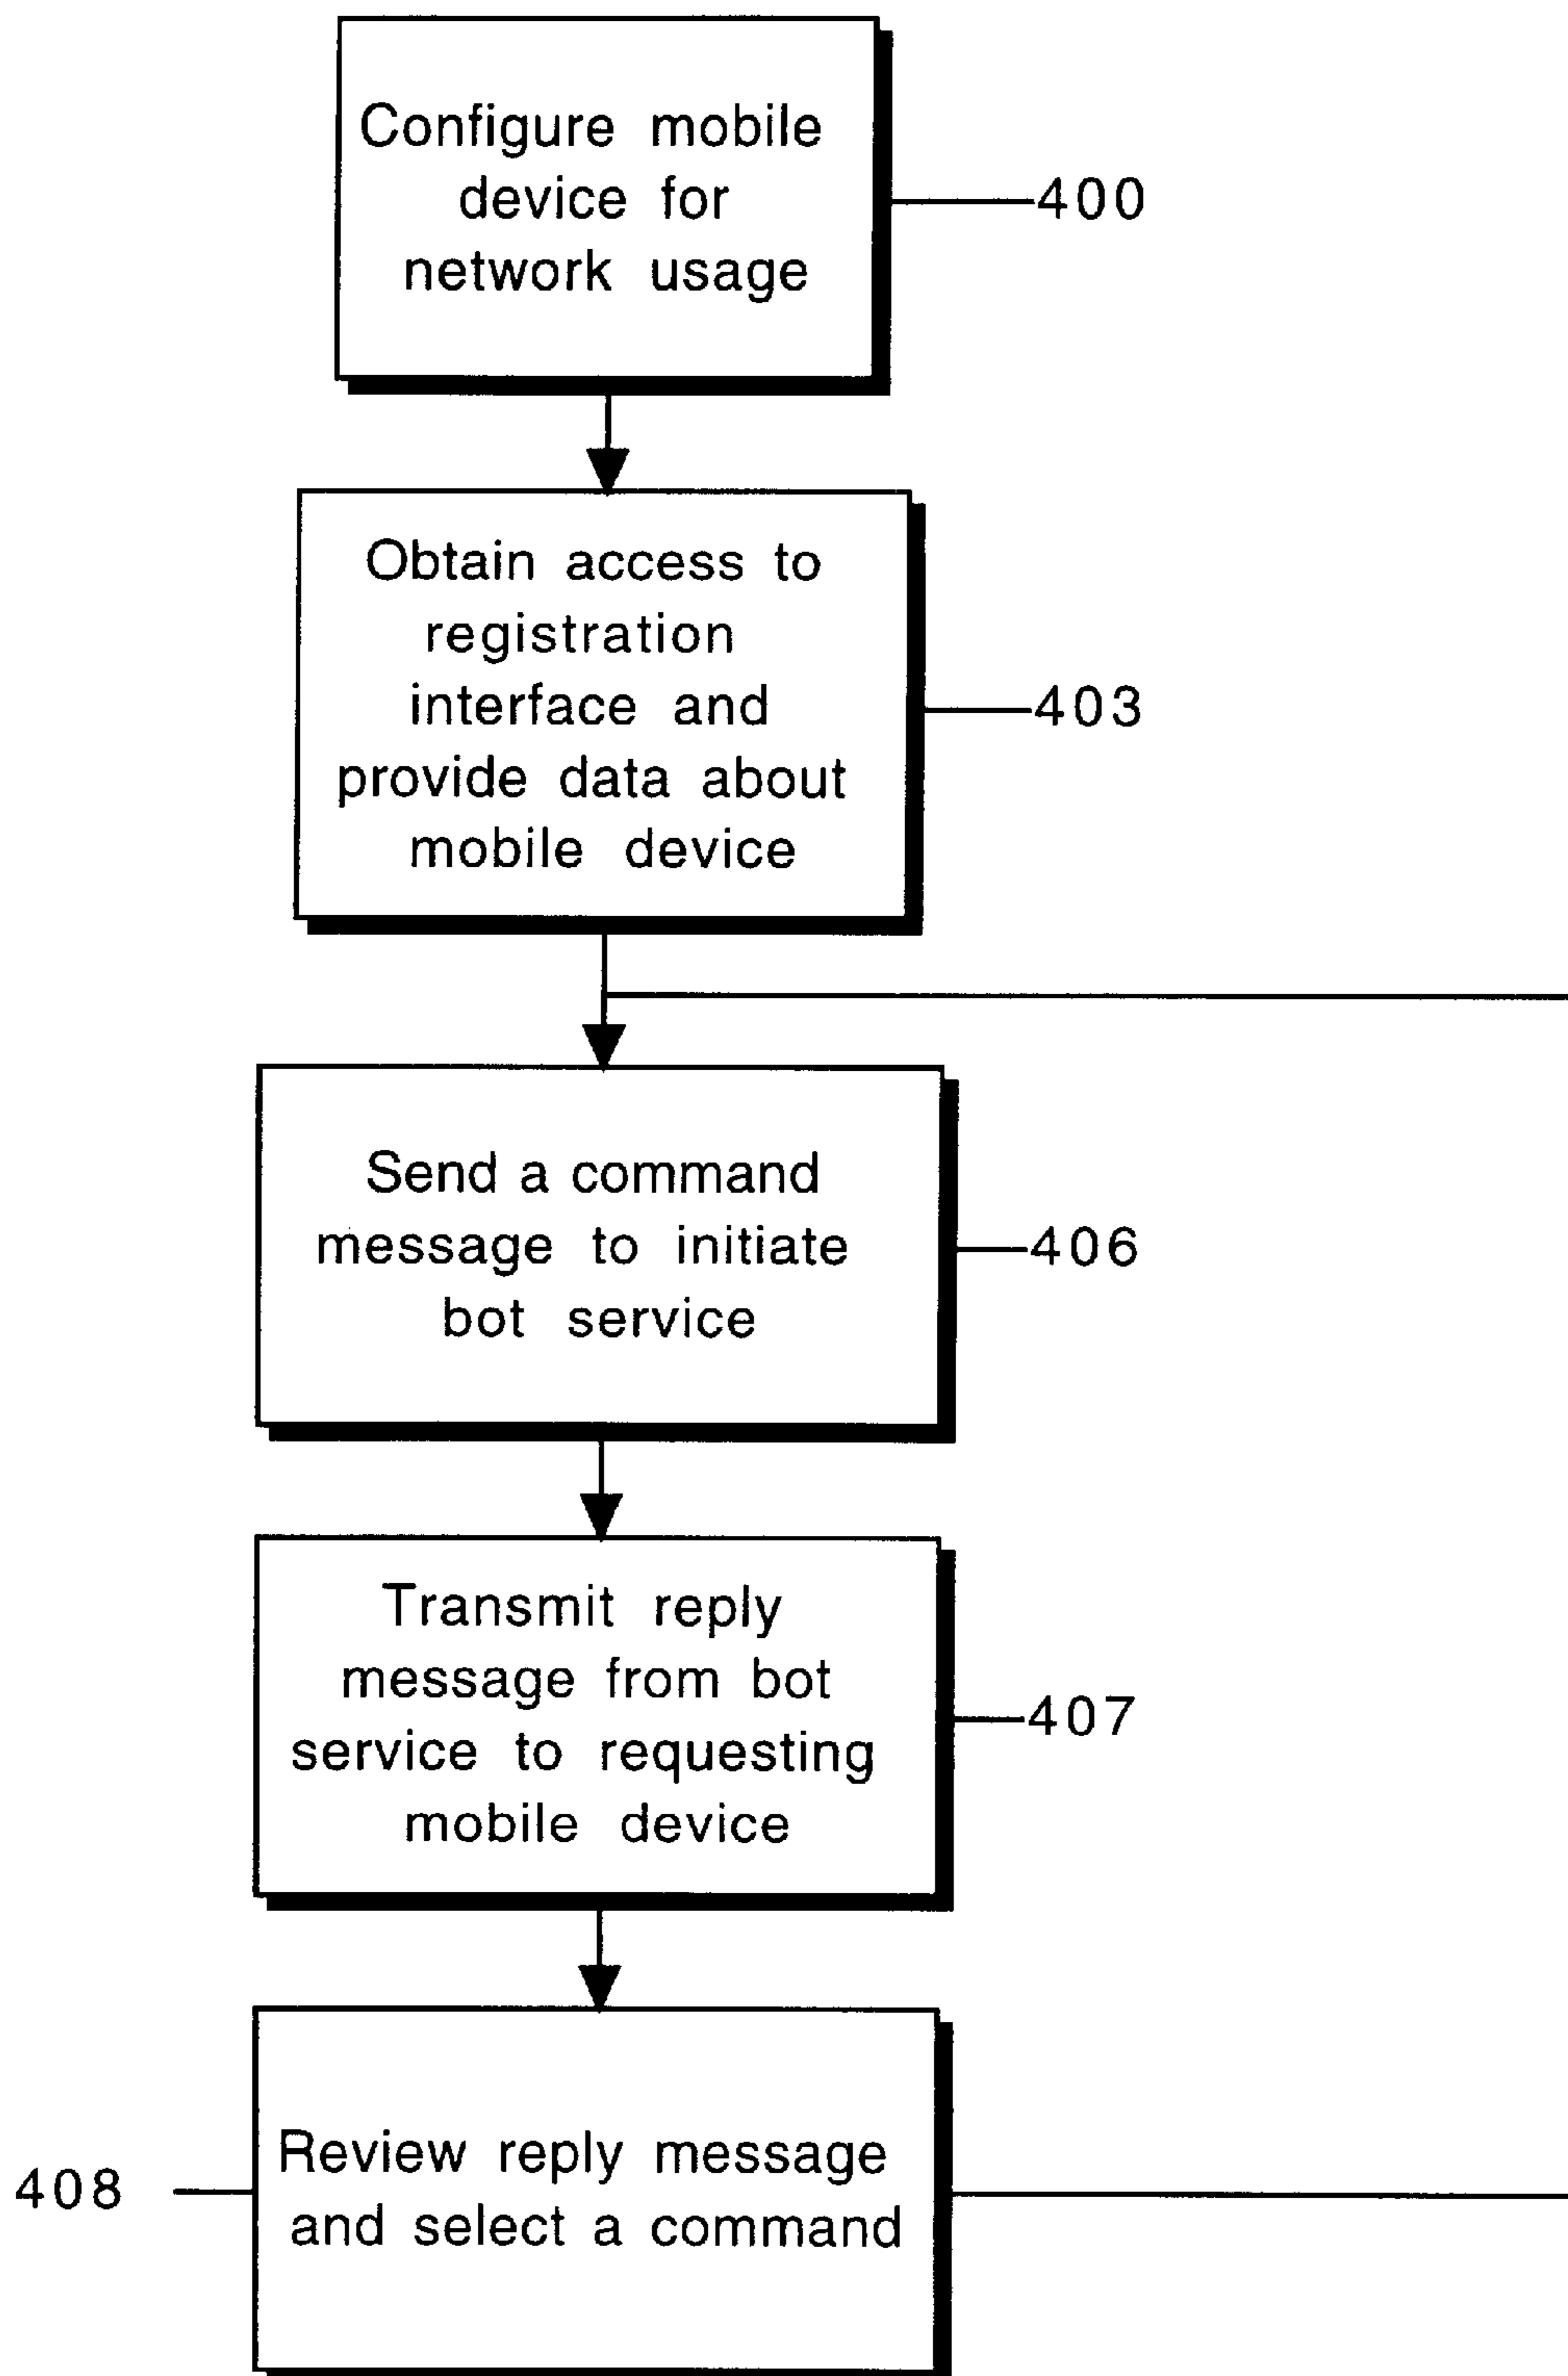 Configure mobile
device for
network usage
400
Obtain access to
registration
interface and
provide data about
mobile device
403
Send a command
message to initiate
bot service
406
Transmit reply
message from bot
service to requesting
mobile device
407
Review reply message
and select a command
408